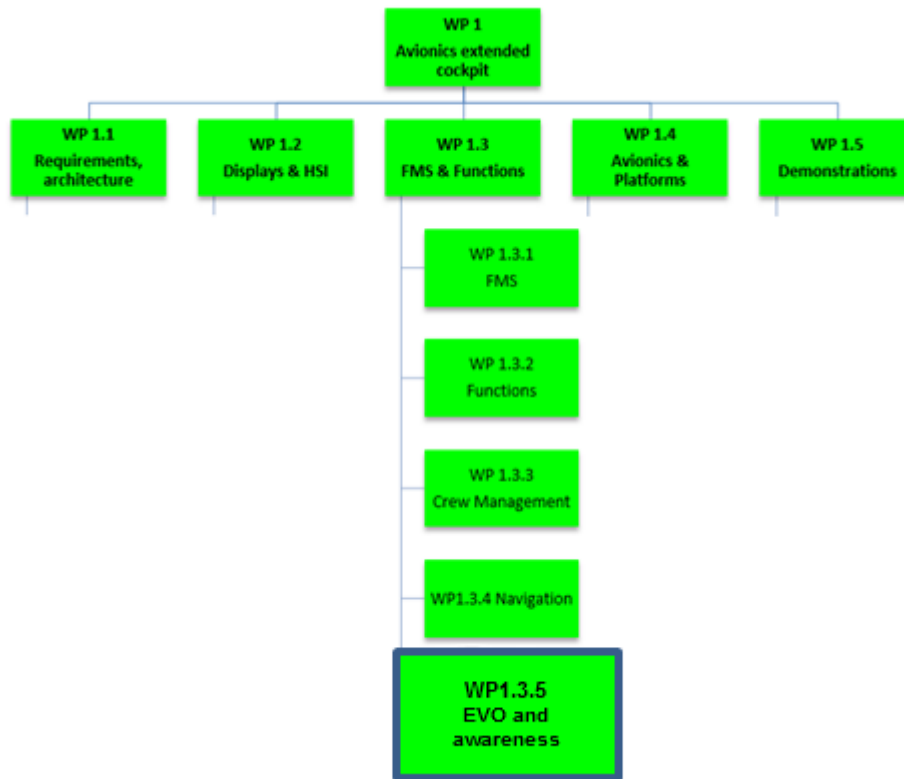 WP 1
Avionics extended
cockpit
WP 1.1
Requirements,
architecture
WP 1.2
Displays & HSI
WP 1.3
FMS & Functions
WP 1.4
Avionics &
Platforms
WP 1.5
Demonstrations
WP 1.3.1
FMS
WP 1.3.2
Functions
WP 1.3.3
Crew Management
WP1.3.4 Navigation
WP1.3.5
EVO and
awareness